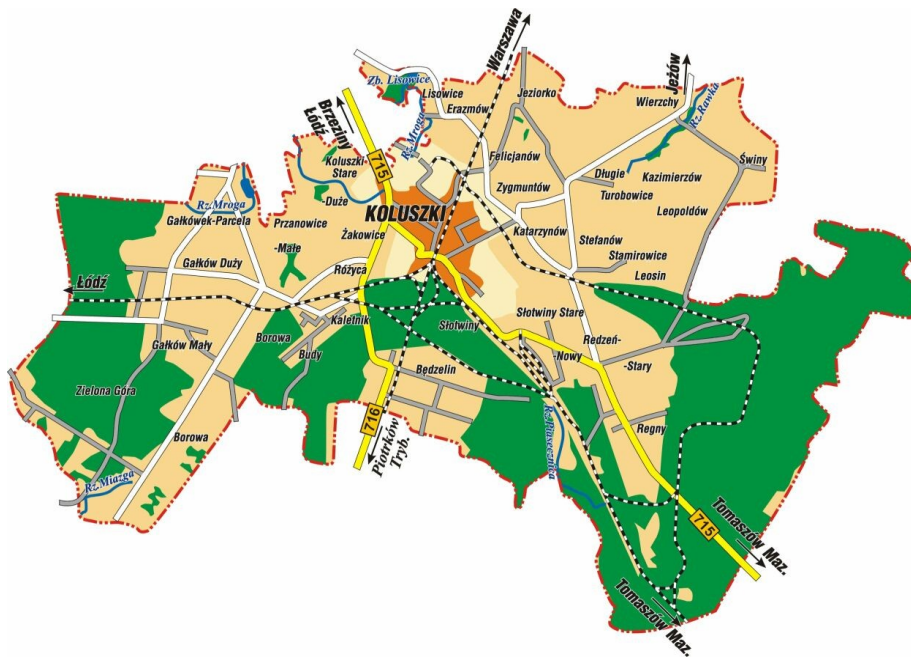 Warszawa
Jeżów
Zb. Lisowice
Lisowice
Erazmów
Jeziorko
Wierzchy
Rz.Rawka
Brzeziny
Łódź
Rz.Mroga
715
Koluszki
Stare
-Duże
Felicjanów
Świny
Długie
Kazimierzów
Turobowice
Zygmuntów
Leopoldów
Rz.Mroga
Gałkówek-Parcela
Przanowice
-Małe
KOLUSZKI
Żakowice
Katarzynów
Stefanów
Stamirowice
Leosin
Gałków Duży
Różyca
Łódź
Kaletnik
Słotwiny
Słotwiny Stare
Borowa
Budy
Gałków Mały
Redzeń-
-Nowy
-Stary
Będzelin
Zielona Góra
716
Piotrków
Tryb.
Borowa
Regny
Rz.Piasecznica
Rz.Miazga
715
Tomaszów Maz.
Tomaszów Maz.